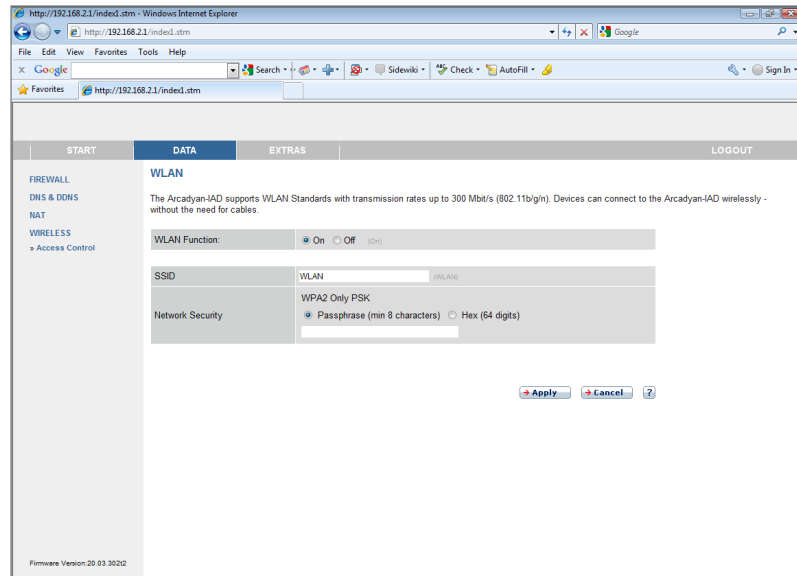 http://192.168.2.1/index1.stm - Windows Internet Explorer
http://192.168.2.1/index1.stm
Google
File Edit View Favorites Tools Help
x Google Search Sidewiki ABC Check AutoFill Sign In
Favorites http://192.168.2.1/index1.stm
START DATA EXTRAS LOGOUT
FIREWALL
DNS & DDNS
NAT
WIRELESS
» Access Control
WLAN
The Arcadyan-IAD supports WLAN Standards with transmission rates up to 300 Mbit/s (802.11b/g/n). Devices can connect to the Arcadyan-IAD wirelessly -
without the need for cables.
WLAN Function: On Off (On)
SSID WLAN (WLAN)
Network Security
WPA2 Only PSK
Passphrase (min 8 characters) Hex (64 digits)
Apply Cancel ?
Firmware Version:20.03.302t2